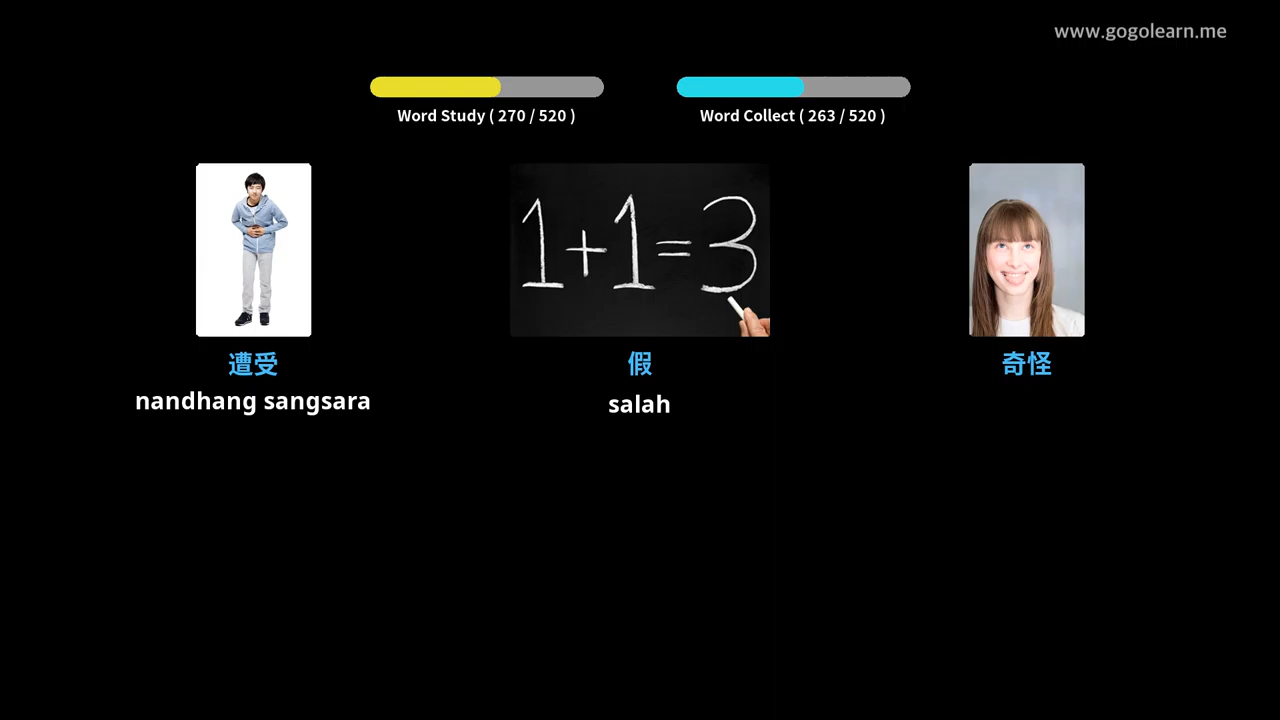 www.gogolearn.me
Word Study ( 270 / 520 )
Word Collect ( 263 / 520 )
1+1=3
遭受
假
奇怪
nandhang sangsara
salah